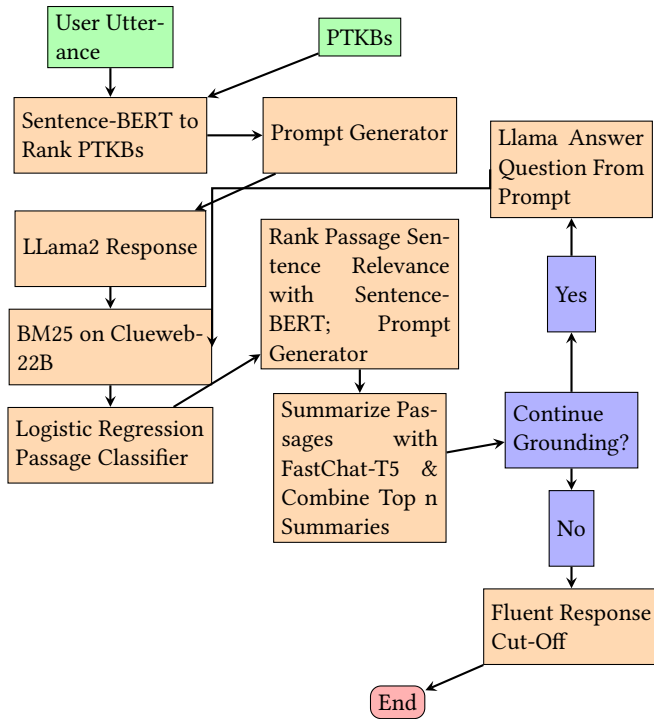 User Utter-
ance
PTKBs
Sentence-BERT to
Rank PTKBs
Prompt Generator
Llama Answer
Question From
Prompt
LLama2 Response
Rank Passage Sen-
tence Relevance
with Sentence-
BERT; Prompt
Generator
Yes
BM25 on Clueweb-
22B
Logistic Regression
Passage Classifier
Summarize Pas-
sages with
FastChat-T5 &
Combine Top n
Summaries
Continue
Grounding?
No
Fluent Response
Cut-Off
End